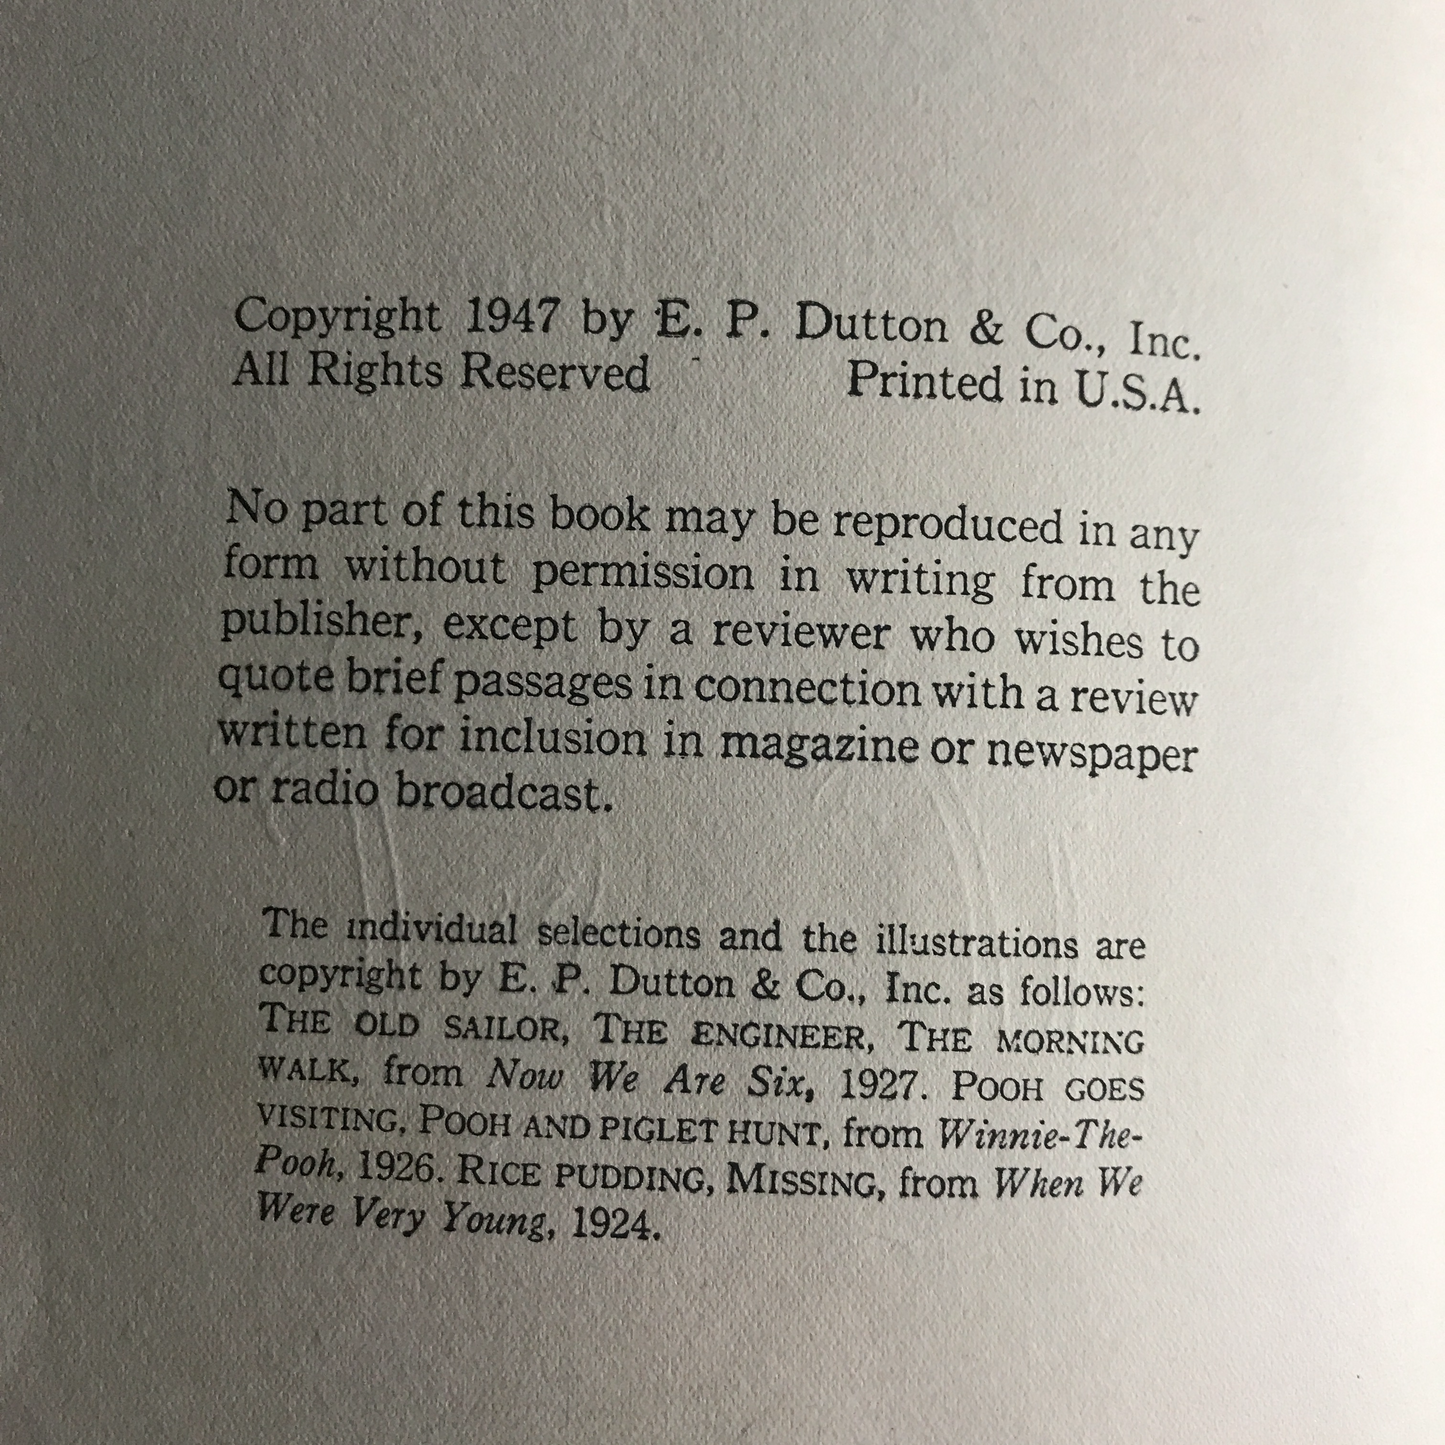 Copyright 1947 by E. P. Dutton & Co., Inc.
All Rights Reserved Printed in U.S.A.
No part of this book may be reproduced in any
form without permission in writing from the
publisher, except by a reviewer who wishes to
quote brief passages in connection with a review
written for inclusion in magazine or newspaper
or radio broadcast.
The individual selections and the illustrations are
copyright by E. P. Dutton & Co., Inc. as follows:
THE OLD SAILOR, THE ENGINEER, THE MORNING
WALK, from Now We Are Six, 1927. POOH GOES
VISITING, POOH AND PIGLET HUNT, from Winnie-The-
Pooh, 1926. RICE PUDDING, MISSING, from When We
Were Very Young, 1924.